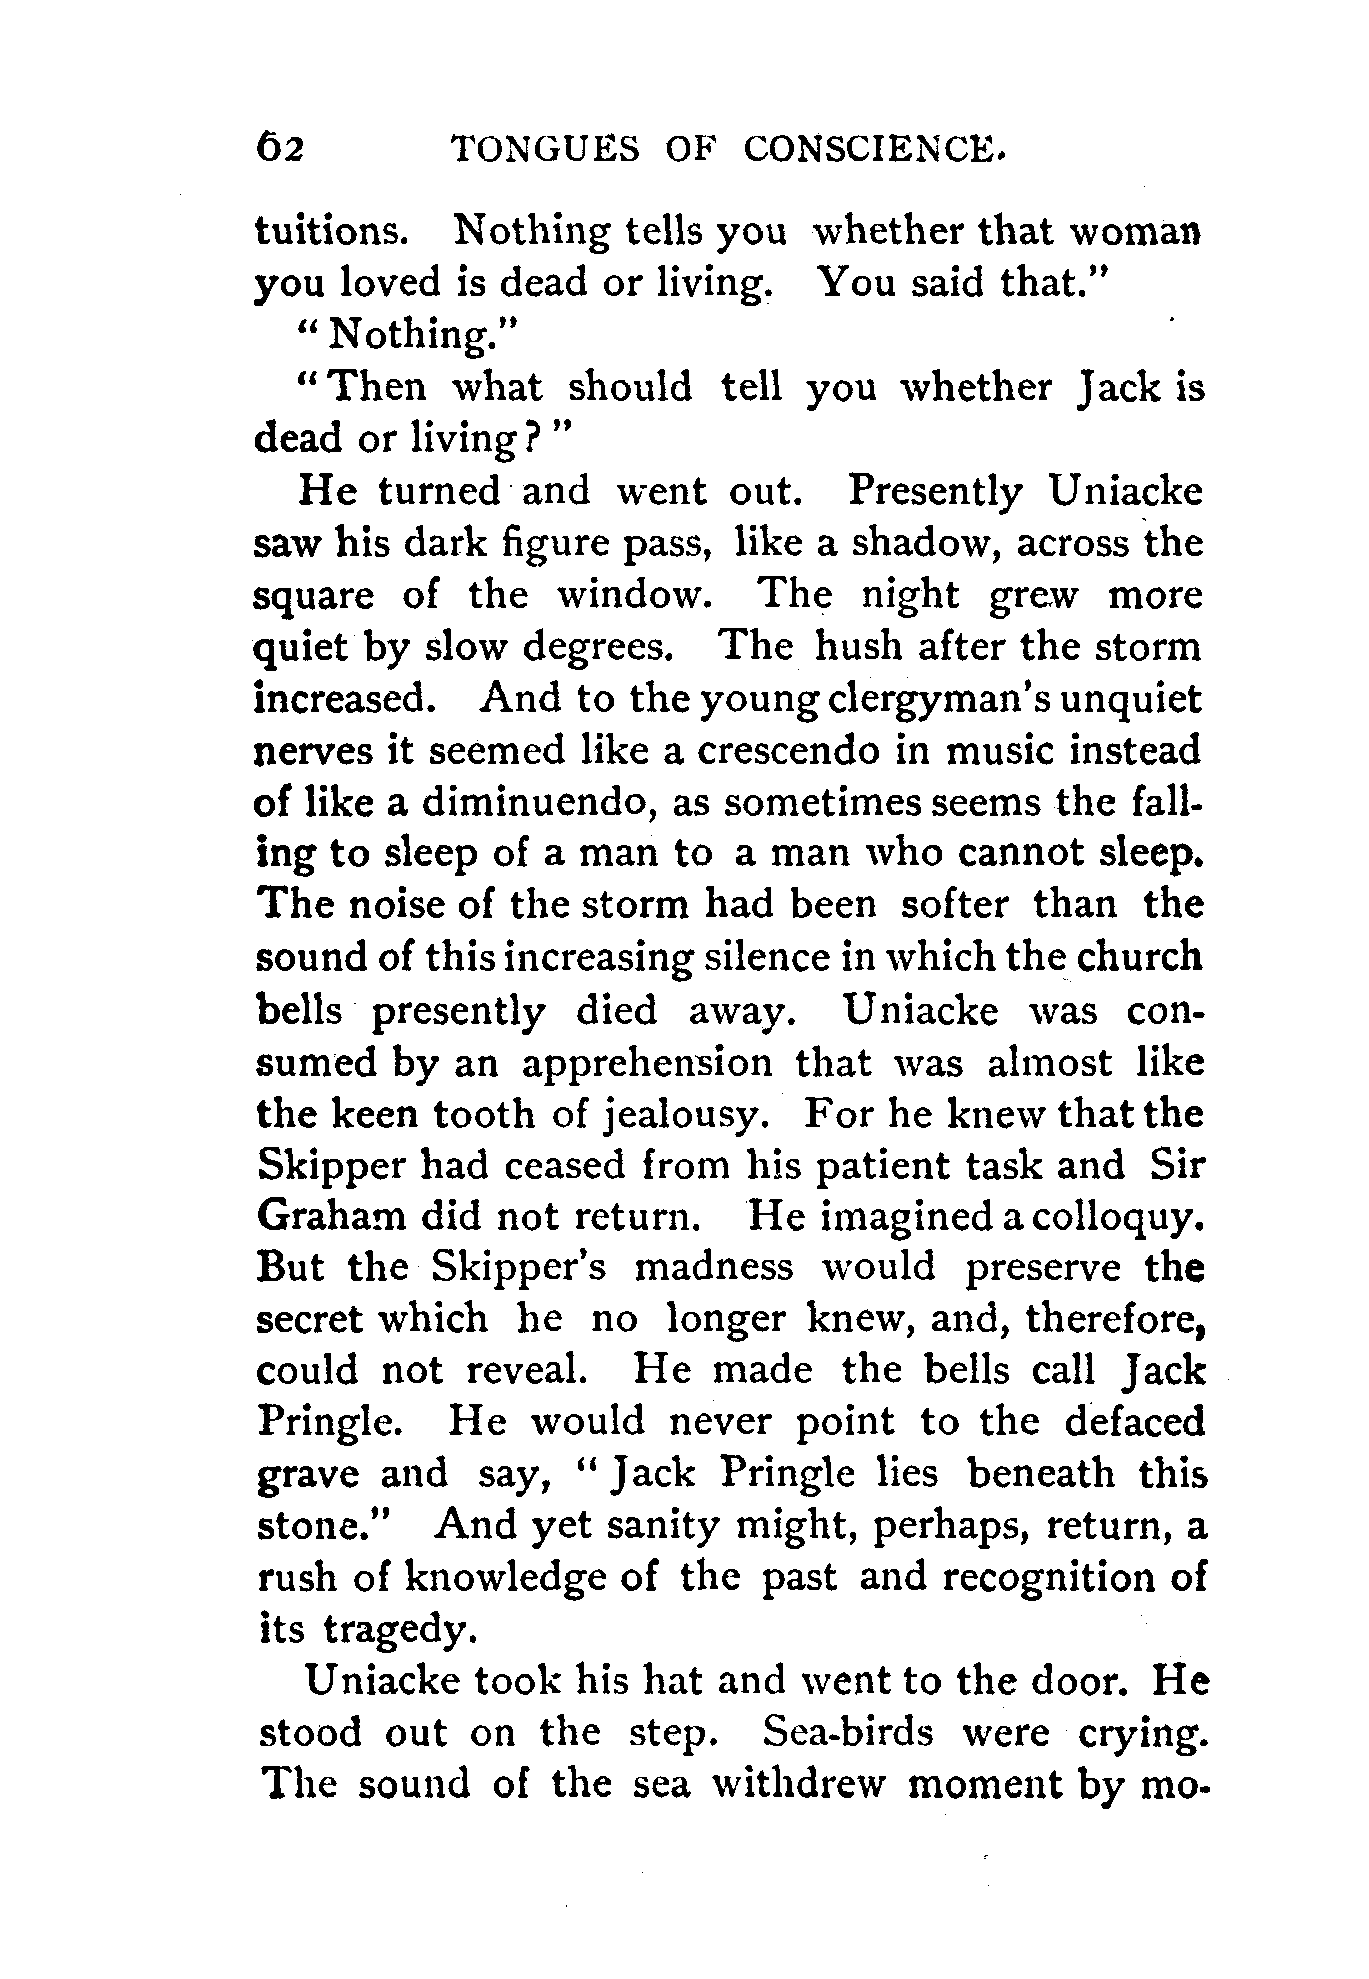 62 TONGUES OF CONSCIENCE.
tuitions. Nothing tells you whether that woman
you loved is dead or living. You said that."
"Nothing."
"Then what should tell you whether Jack is
dead or living?"
He turned and went out. Presently Uniacke
saw his dark figure pass, like a shadow, across the
square of the window. The night grew more
quiet by slow degrees. The hush after the storm
increased. And to the young clergyman's unquiet
nerves it seemed like a crescendo in music instead
of like a diminuendo, as sometimes seems the fall-
ing to sleep of a man to a man who cannot sleep.
The noise of the storm had been softer than the
sound of this increasing silence in which the church
bells presently died away. Uniacke was con-
sumed by an apprehension that was almost like
the keen tooth of jealousy. For he knew that the
Skipper had ceased from his patient task and Sir
Graham did not return. He imagined a colloquy.
But the Skipper's madness would preserve the
secret which he no longer knew, and, therefore,
could not reveal. He made the bells call Jack
Pringle. He would never point to the defaced
grave and say, "Jack Pringle lies beneath this
stone." And yet sanity might, perhaps, return, a
rush of knowledge of the past and recognition of
its tragedy.
Uniacke took his hat and went to the door. He
stood out on the step. Sea-birds were crying.
The sound of the sea withdrew moment by mo-